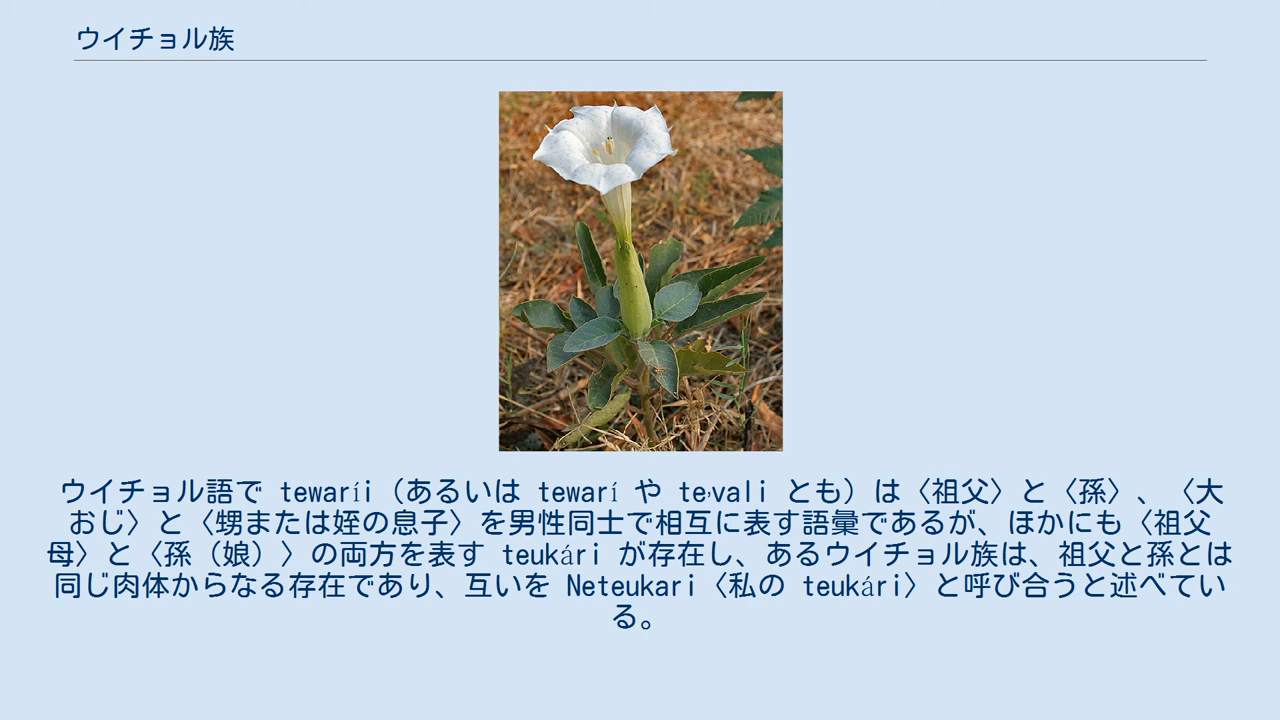 ウイチョル族
ウイチョル語で tewaríi（あるいは tewarí や te,vali とも）は〈祖父〉と〈孫〉、〈大
おじ〉と〈甥または姪の息子〉を男性同士で相互に表す語彙であるが、ほかにも〈祖父
母〉と〈孫（娘）〉の両方を表す teukári が存在し、あるウイチョル族は、祖父と孫とは
同じ肉体からなる存在であり、互いを Neteukari〈私の teukári〉と呼び合うと述べてい
る。